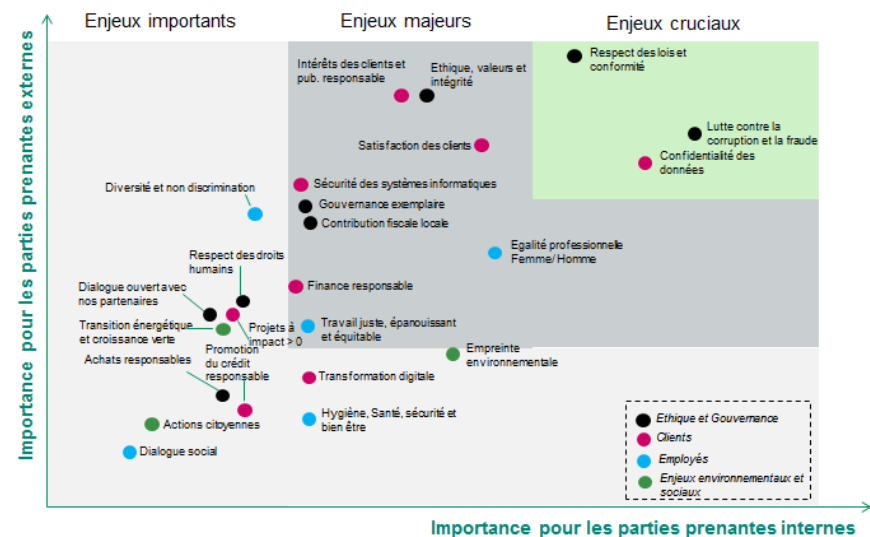 Enjeux importants
Enjeux majeurs
Enjeux cruciaux
Importance pour les parties prenantes externes
Respect des lois et
conformité
Intérêts des clients et
pub. responsable
Ethique, valeurs et
intégrité
Lutte contre la
corruption et la fraude
Satisfaction des clients
Confidentialité des
données
Diversité et non discrimination
Sécurité des systèmes informatiques
Gouvernance exemplaire
Contribution fiscale locale
Egalité professionnelle
Femme/ Homme
Respect des droits
humains
Dialogue ouvert avec
nos partenaires
Finance responsable
Transition énergétique
et croissance verte
Projets à
impact > 0
Travail juste, épanouissant
et équitable
Achats responsables
Promotion
du crédit
responsable
Empreinte
environnementale
Transformation digitale
Actions citoyennes
Hygiène, Santé, sécurité et
bien être
Dialogue social
Ethique et Gouvernance
Clients
Employés
Enjeux environnementaux et
sociaux
Importance pour les parties prenantes internes